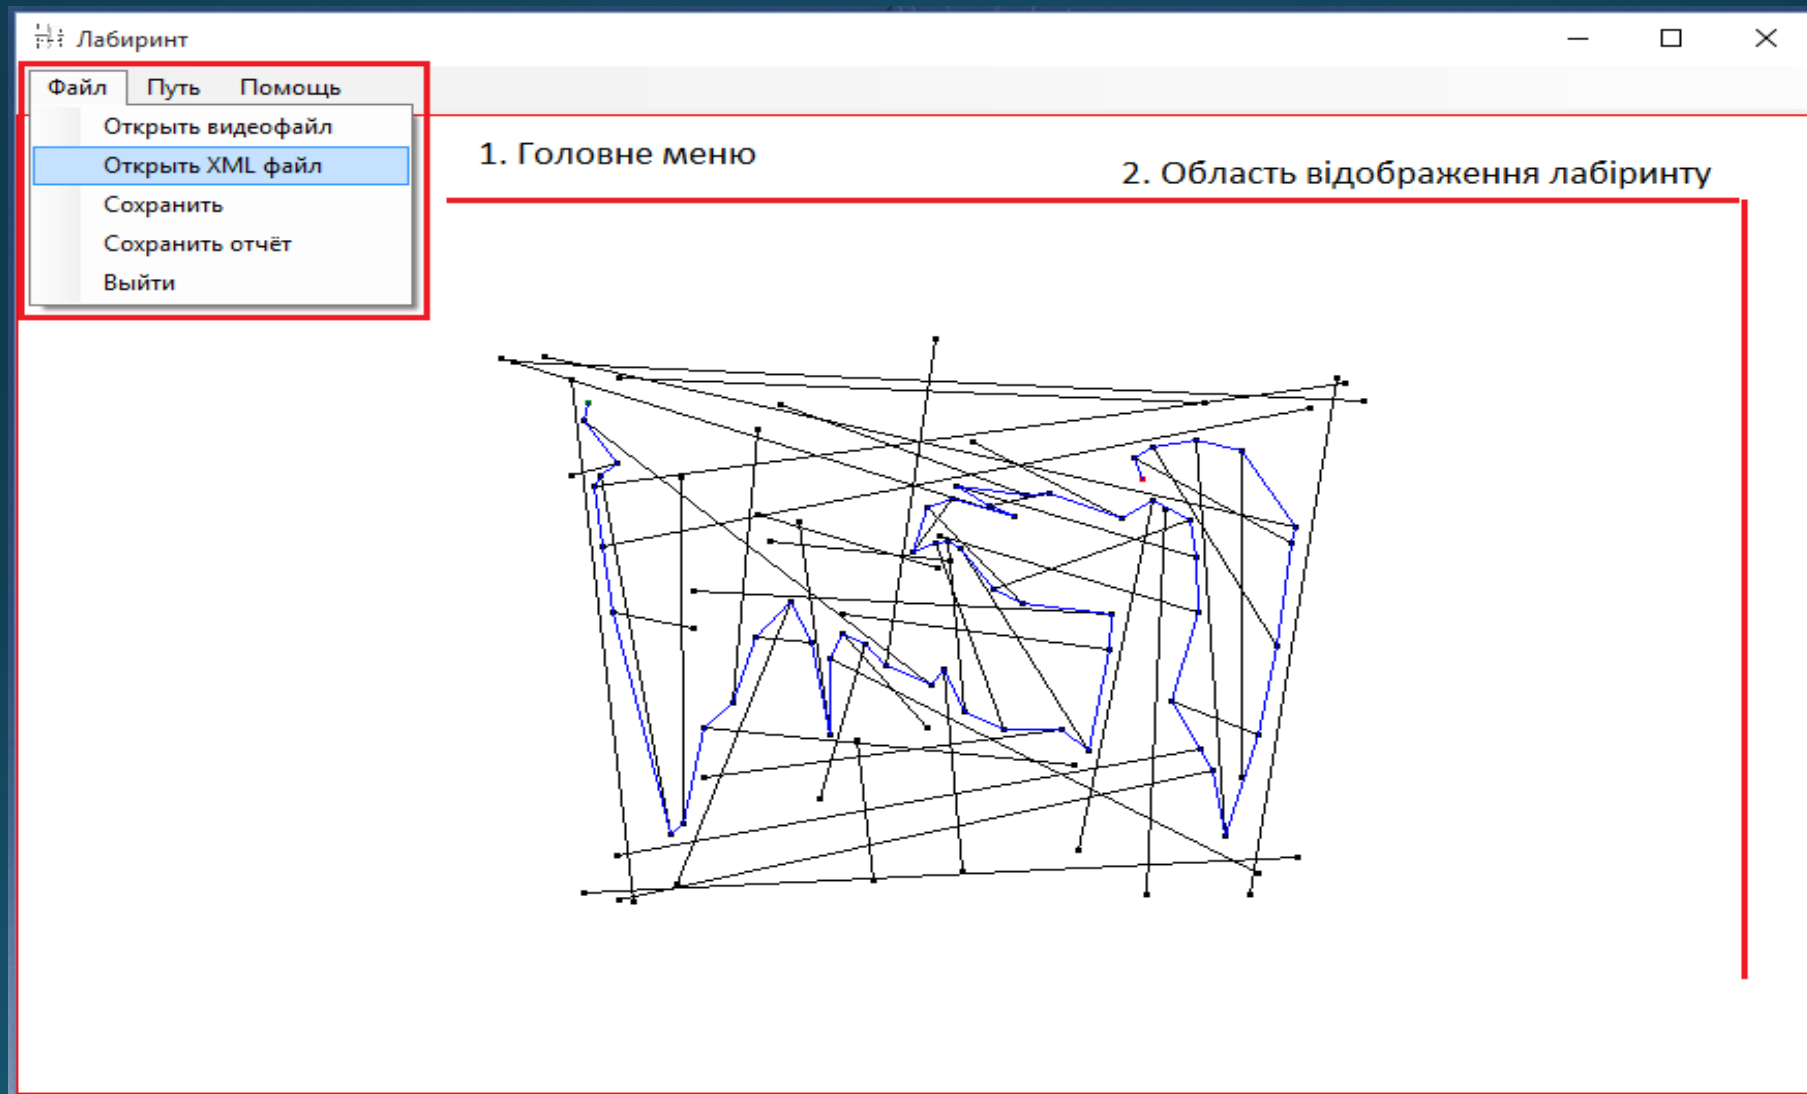 Лабиринт
Файл Путь Помощь
Открыть видеофайл
Открыть XML файл
Сохранить
Сохранить отчёт
Выйти
1. Головне меню
2. Область відображення лабіринту